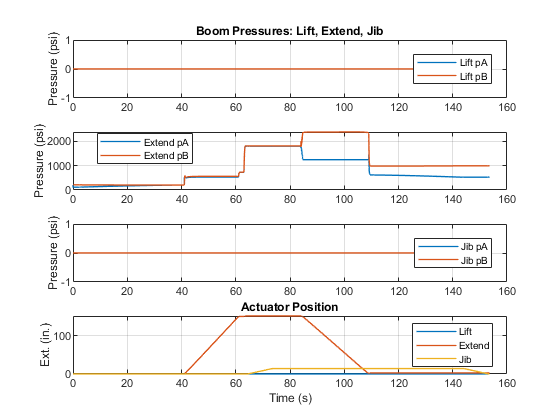 Boom Pressures: Lift, Extend, Jib
Pressure (psi)
1
0
-1
Lift pA
Lift pB
0 20 40 60 80 100 120 140 160
Pressure (psi)
2000
1000
0
Extend pA
Extend pB
0 20 40 60 80 100 120 140 160
Pressure (psi)
1
0
-1
Jib pA
Jib pB
0 20 40 60 80 100 120 140 160
Actuator Position
Ext. (in.)
100
0
Lift
Extend
Jib
0 20 40 60 80 100 120 140 160
Time (s)